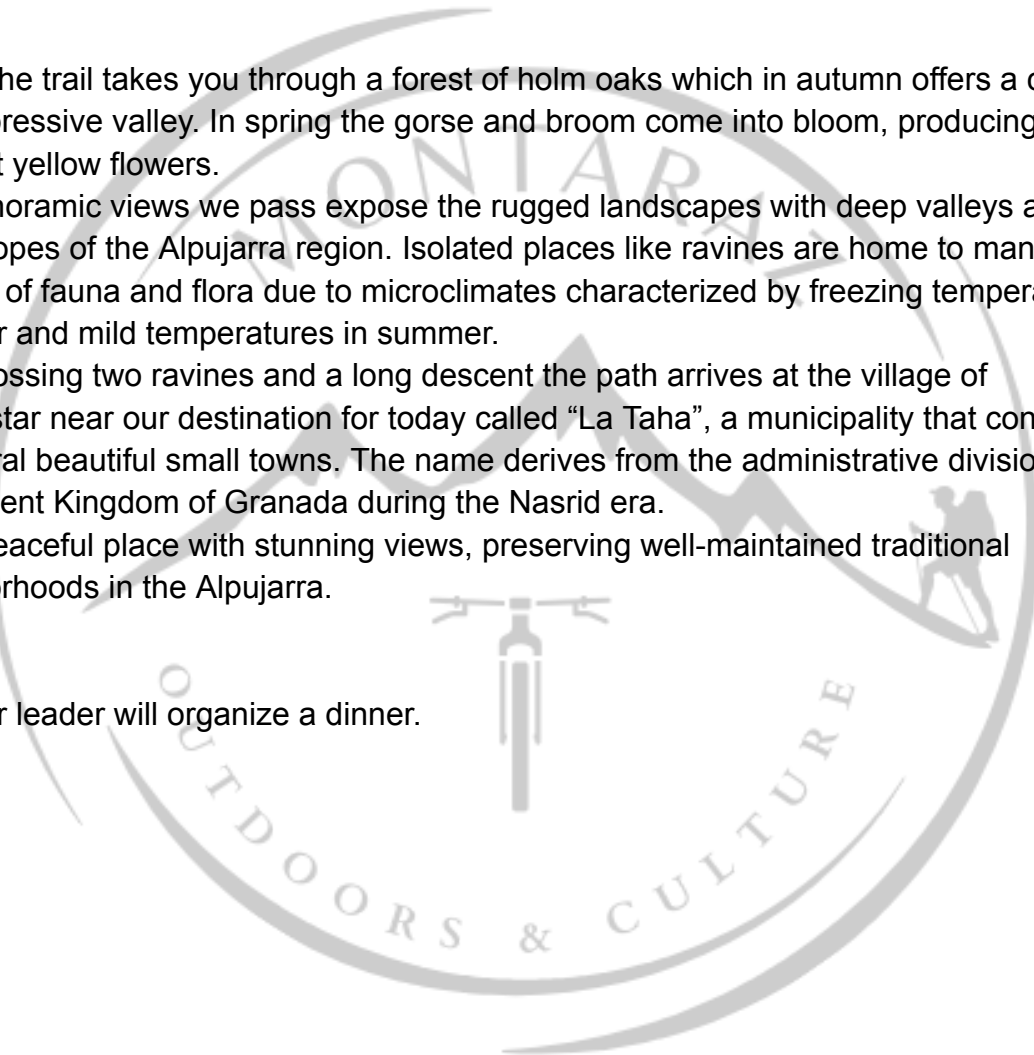 he trail takes you through a forest of holm oaks which in autumn offers a
ressive valley. In spring the gorse and broom come into bloom, producing
t yellow flowers.
noramic views we pass expose the rugged landscapes with deep valleys a
opes of the Alpujarra region. Isolated places like ravines are home to man
of fauna and flora due to microclimates characterized by freezing tempera
r and mild temperatures in summer.
ossing two ravines and a long descent the path arrives at the village of
star near our destination for today called “La Taha”, a municipality that con
ral beautiful small towns. The name derives from the administrative divisio
ent Kingdom of Granada during the Nasrid era.
eaceful place with stunning views, preserving well-maintained traditional
orhoods in the Alpujarra.
r leader will organize a dinner.
MONTARAZ
OUTDOORS & CULTURE